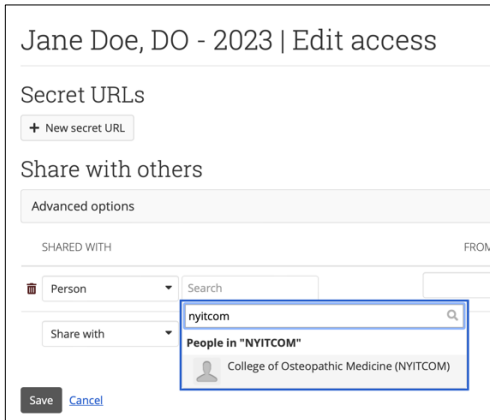 Jane Doe, DO - 2023 | Edit access
Secret URLs
+ New secret URL
Share with others
Advanced options
SHARED WITH FROM
Person Search
nyitcom
People in "NYITCOM"
College of Osteopathic Medicine (NYITCOM)
Share with
Save Cancel